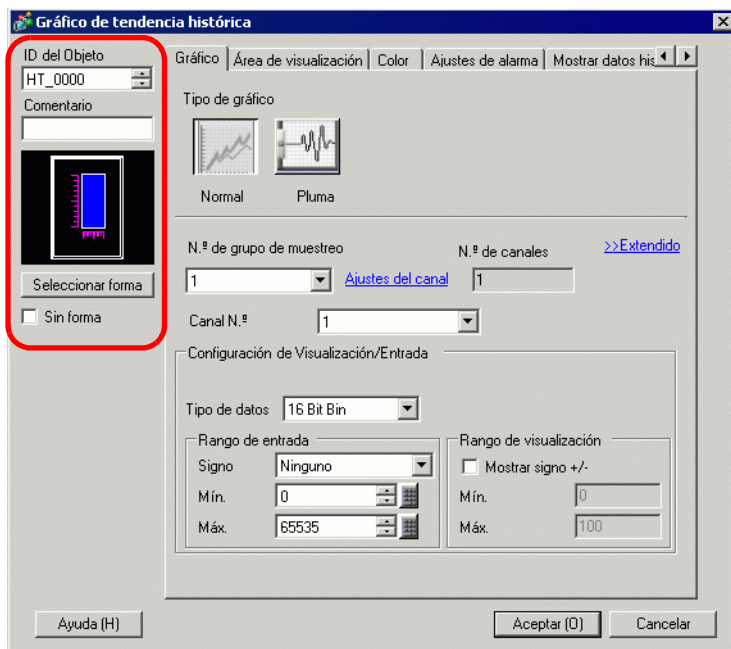 Gráfico de tendencia histórica
ID del Objeto
HT_0000
Comentario
Seleccionar forma
Sin forma
Gráfico Área de visualización Color Ajustes de alarma Mostrar datos his
Tipo de gráfico
Normal Pluma
N.º de grupo de muestreo N.º de canales >>Extendido
1 Ajustes del canal 1
Canal N.º 1
Configuración de Visualización/Entrada
Tipo de datos 16 Bit Bin
Rango de entrada Rango de visualización
Signo Ninguno Mostrar signo +/-
Mín. 0 Mín. 0
Máx. 65535 Máx. 100
Ayuda (H) Aceptar (O) Cancelar